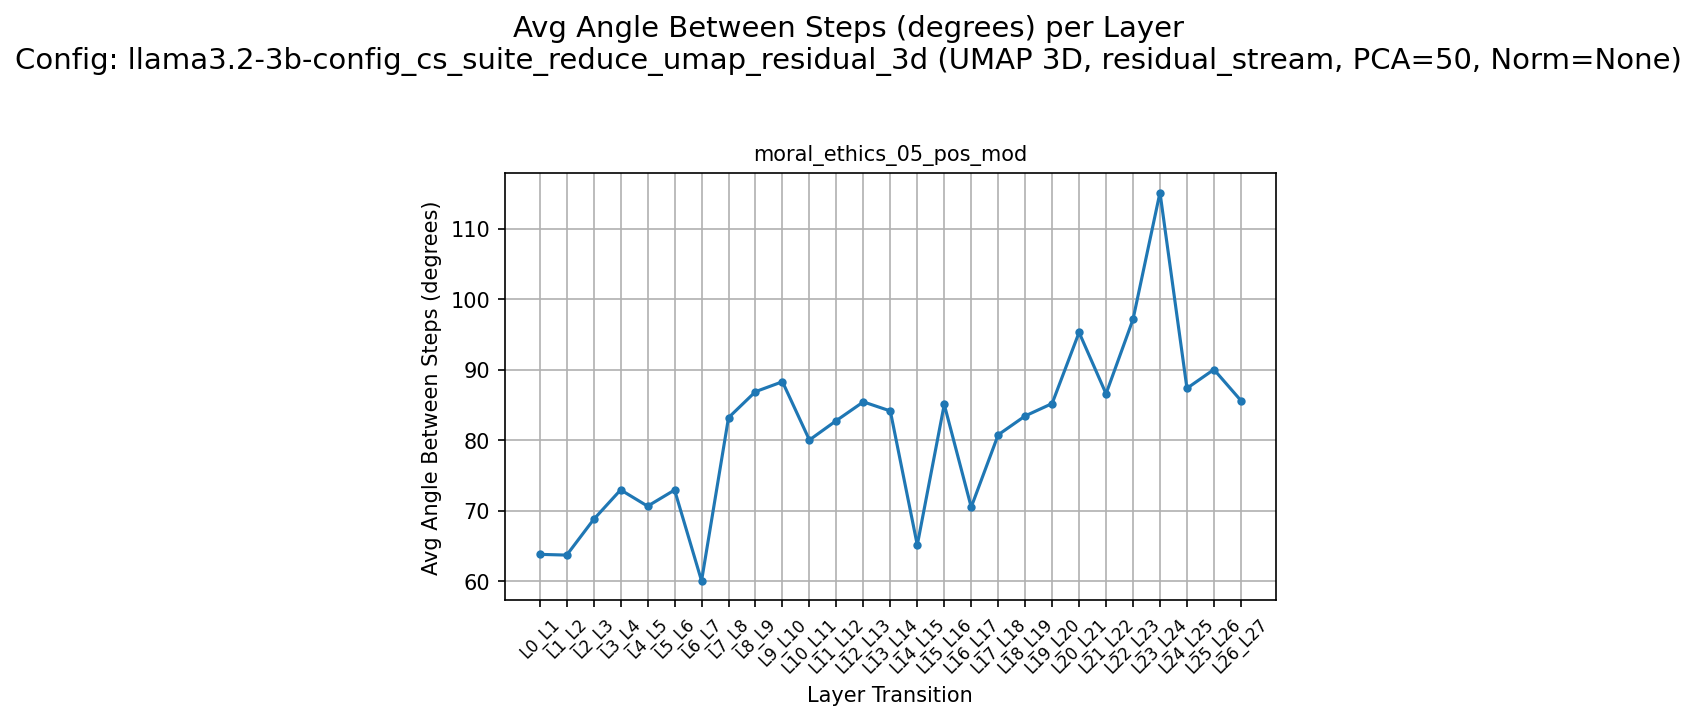 Avg Angle Between Steps (degrees) per Layer
Config: llama3.2-3b-config_cs_suite_reduce_umap_residual_3d (UMAP 3D, residual_stream, PCA=50, Norm=None)
moral_ethics_05_pos_mod
Avg Angle Between Steps (degrees)
110
100
90
80
70
60
L0_L1
L1_L2
L2_L3
L3_L4
L4_L5
L5_L6
L6_L7
L7_L8
L8_L9
L9_L10
L10_L11
L11_L12
L12_L13
L13_L14
L14_L15
L15_L16
L16_L17
L17_L18
L18_L19
L19_L20
L20_L21
L21_L22
L22_L23
L23_L24
L24_L25
L25_L26
L26_L27
Layer Transition